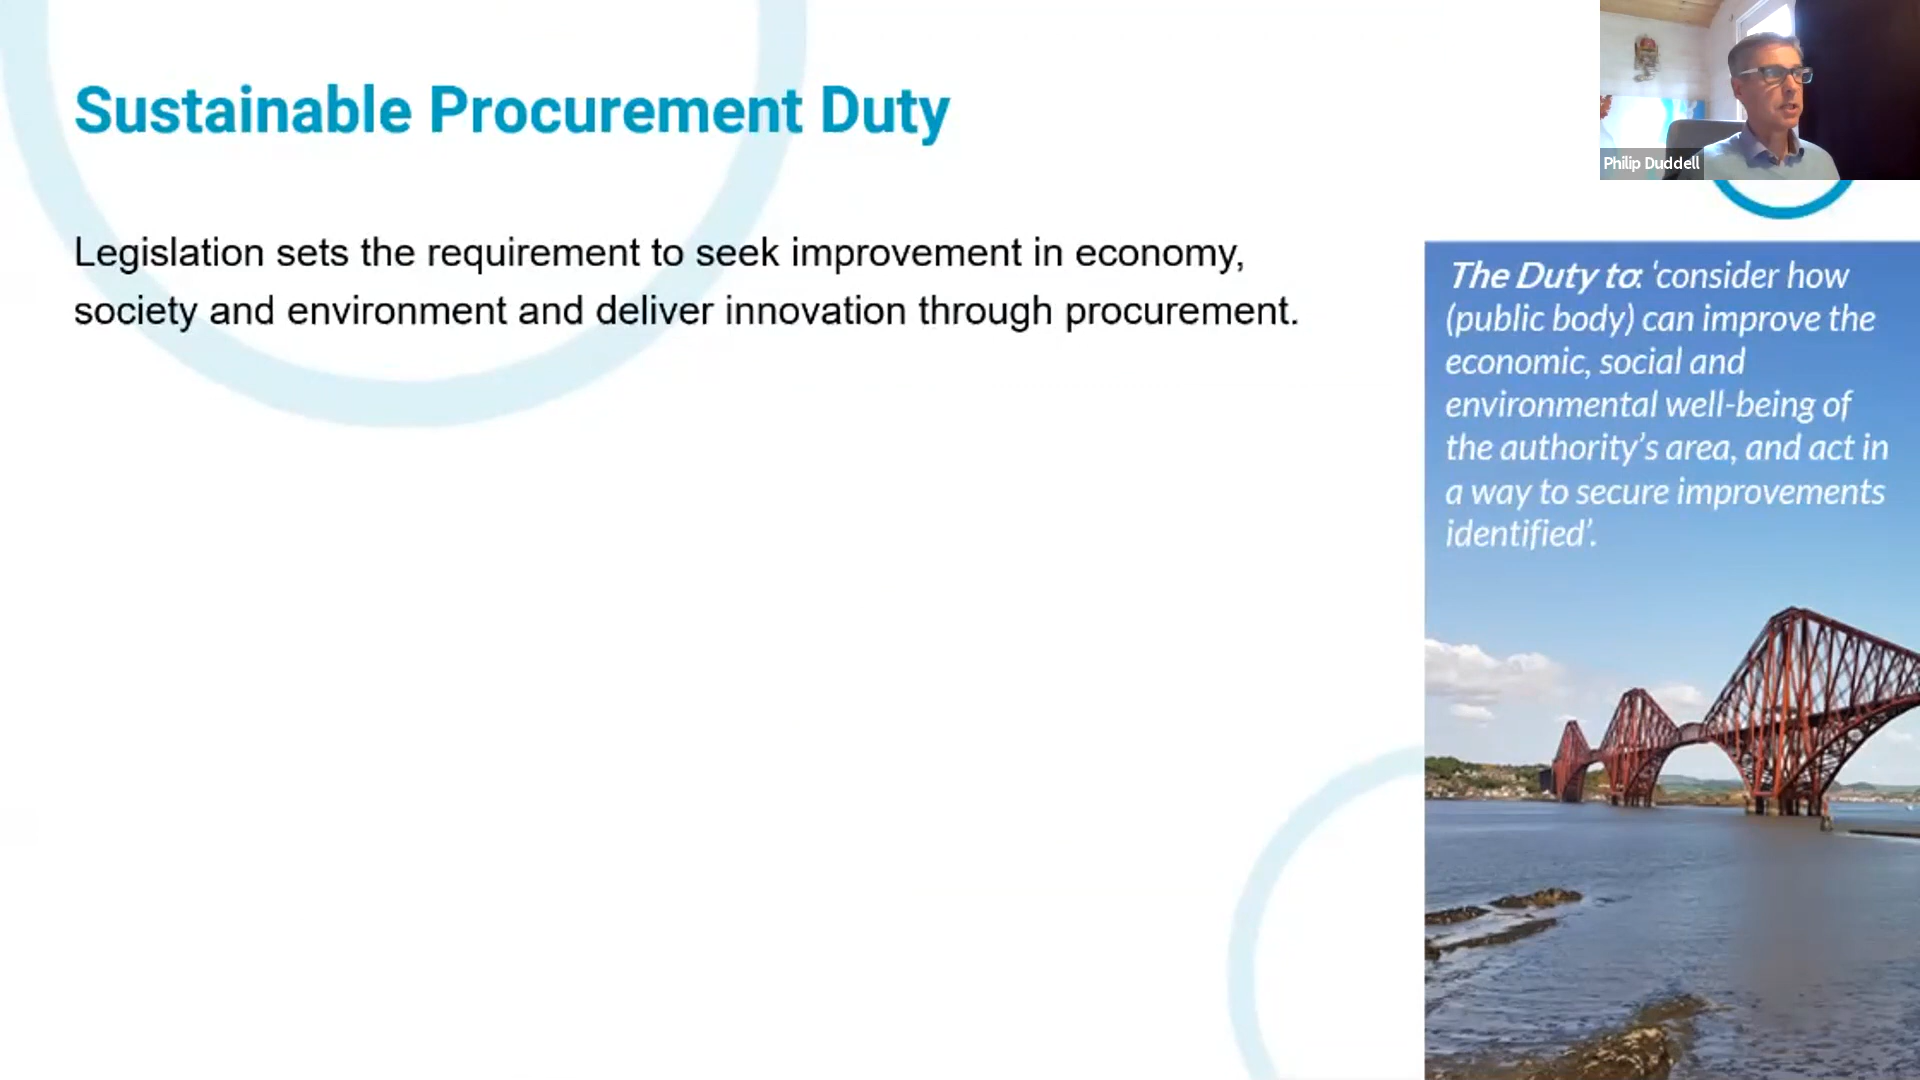 Sustainable Procurement Duty
Legislation sets the requirement to seek improvement in economy,
society and environment and deliver innovation through procurement.
Philip Duddell
The Duty to: ‘consider how
(public body) can improve the
economic, social and
environmental well-being of
the authority’s area, and act in
a way to secure improvements
identified’.